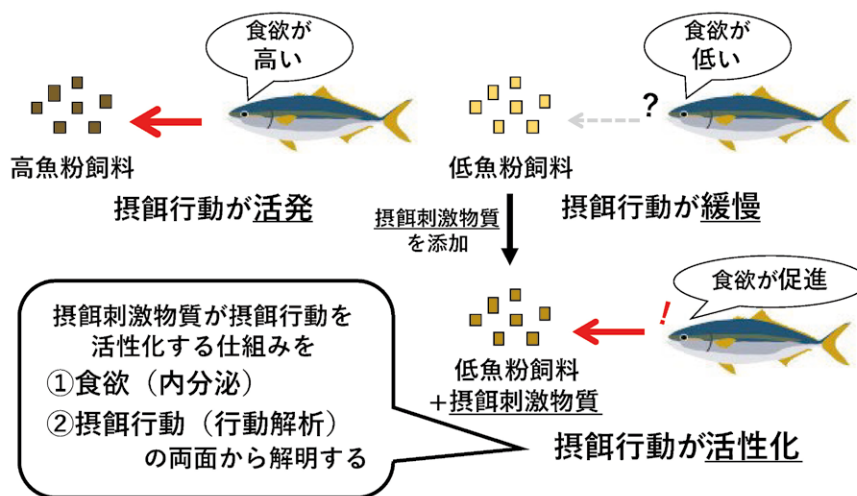 食欲が
高い
高魚粉飼料
摂餌行動が活発
食欲が
低い
?
低魚粉飼料
摂餌行動が緩慢
摂餌刺激物質
を添加
食欲が促進
!
低魚粉飼料
+摂餌刺激物質
摂餌行動が活性化
摂餌刺激物質が摂餌行動を
活性化する仕組みを
①食欲（内分泌）
②摂餌行動（行動解析）
の両面から解明する